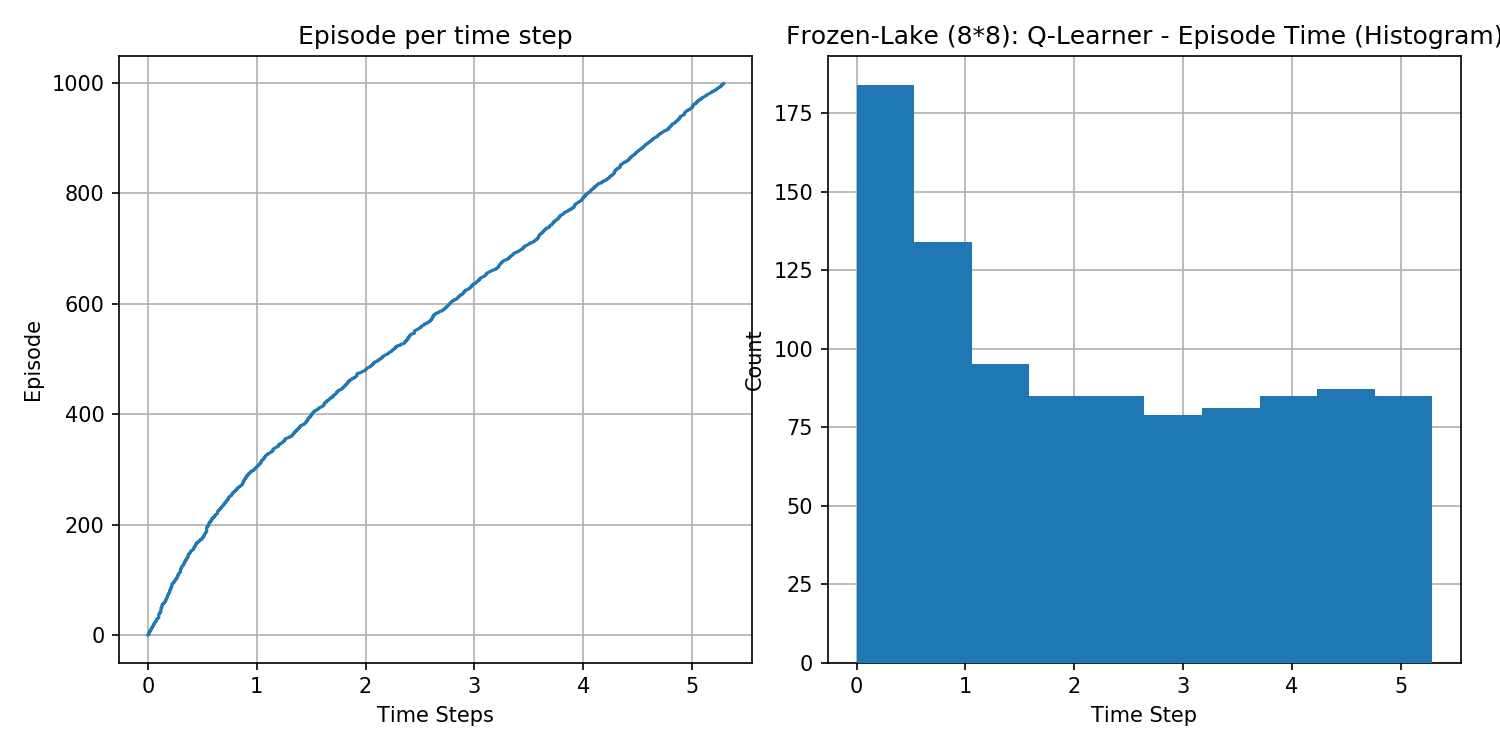 Episode per time step
Episode
1000
800
600
400
200
0
0 1 2 3 4 5
Time Steps
Frozen-Lake (8*8): Q-Learner - Episode Time (Histogram)
Count
175
150
125
100
75
50
25
0
0 1 2 3 4 5
Time Step